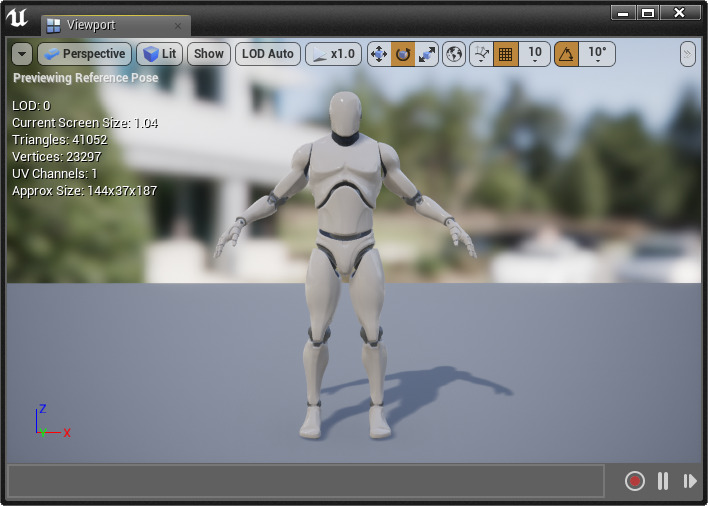 Viewport
Perspective Lit Show LOD Auto x1.0 10 10°
Previewing Reference Pose
LOD: 0
Current Screen Size: 1.04
Triangles: 41052
Vertices: 23297
UV Channels: 1
Approx Size: 144x37x187
Z
Y X